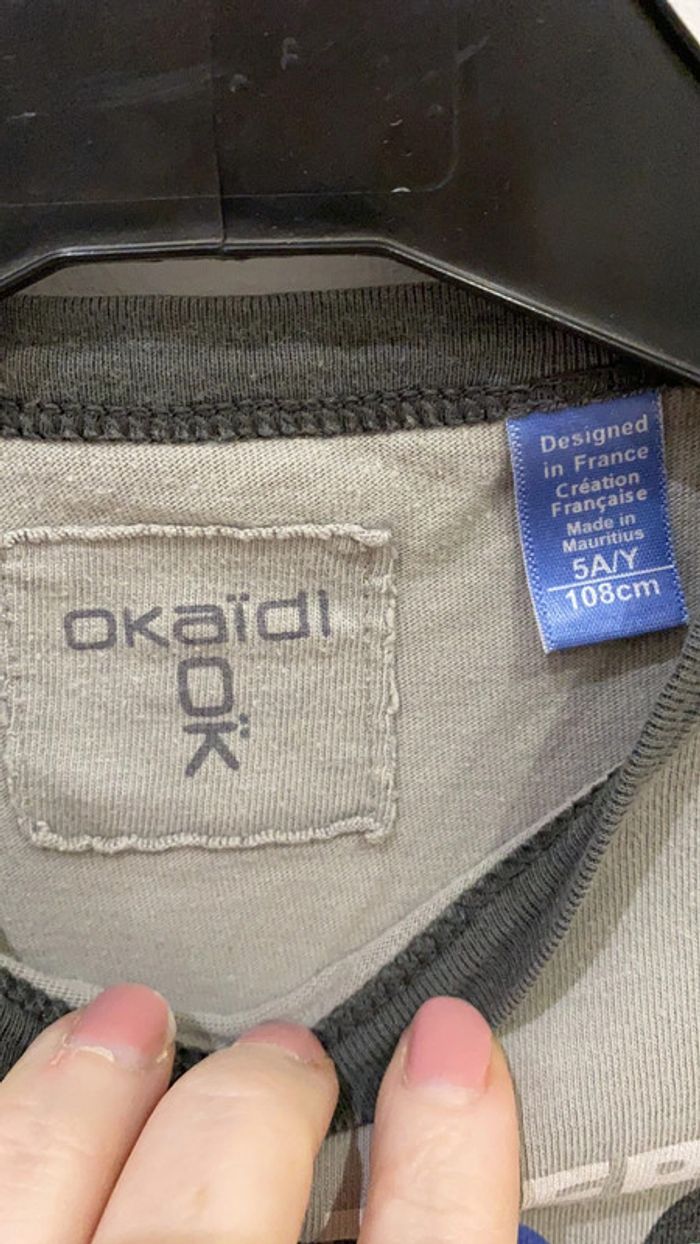 Designed
in France
Création
Française
Made in
Mauritius
5A/Y
108cm
OKaïdI
OK